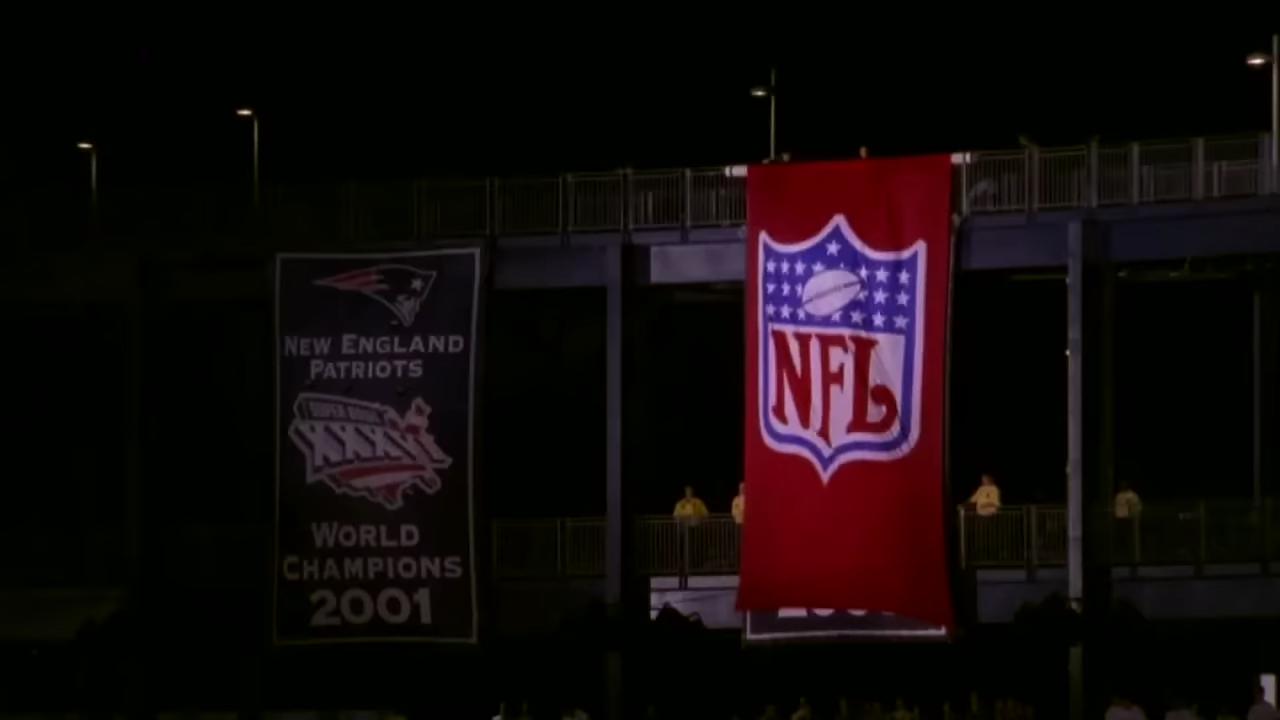 NEW ENGLAND
PATRIOTS
SUPER BOWL
XXXVI
WORLD
CHAMPIONS
2001
NFL